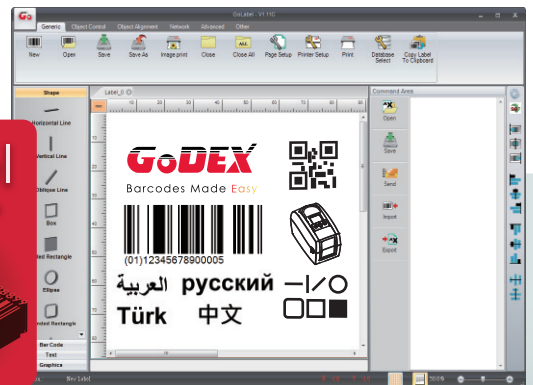 Go
GoLabel - V1.11C
Generic Object Control Object Alignment Network Advanced Other
New Open Save Save As Image print Close Close All Page Setup Printer Setup Print Database Select Copy Label To Clipboard
ALL
Shape
Horizontal Line
Vertical Line
Oblique Line
Box
Ellipse
Bar Code
Text
Graphics
Label_0
GoDEX
Barcodes Made Easy
(01)12345678900005
العربية русский
Türk 中文
Command Area
Open
Save
Send
Import
Export
New Label